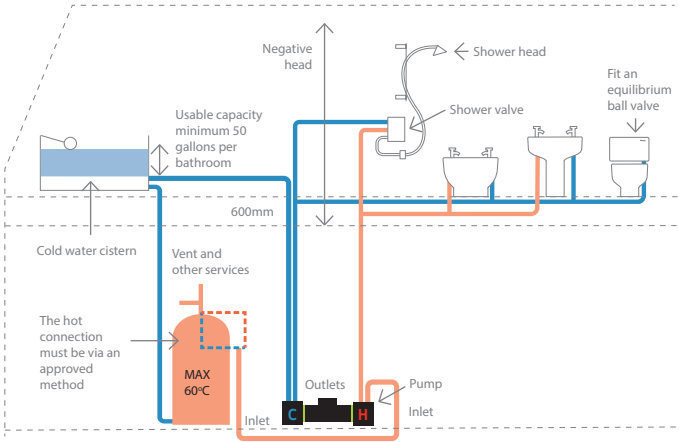 Negative
head
Shower head
Fit an
equilibrium
ball valve
Usable capacity
minimum 50
gallons per
bathroom
Shower valve
600mm
Cold water cistern
Vent and
other services
The hot
connection
must be via an
approved
method
MAX
60ºC
Outlets
Pump
Inlet
C
H
Inlet